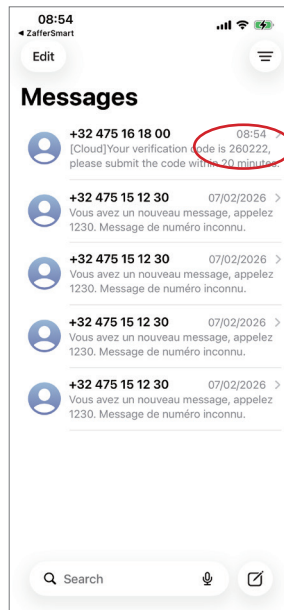 08:54
◀ ZafferSmart
Edit
Messages
+32 475 16 18 00 08:54
[Cloud]Your verification code is 260222,
please submit the code within 20 minutes.
+32 475 15 12 30 07/02/2026
Vous avez un nouveau message, appelez
1230. Message de numéro inconnu.
+32 475 15 12 30 07/02/2026
Vous avez un nouveau message, appelez
1230. Message de numéro inconnu.
+32 475 15 12 30 07/02/2026
Vous avez un nouveau message, appelez
1230. Message de numéro inconnu.
+32 475 15 12 30 07/02/2026
Vous avez un nouveau message, appelez
1230. Message de numéro inconnu.
Search